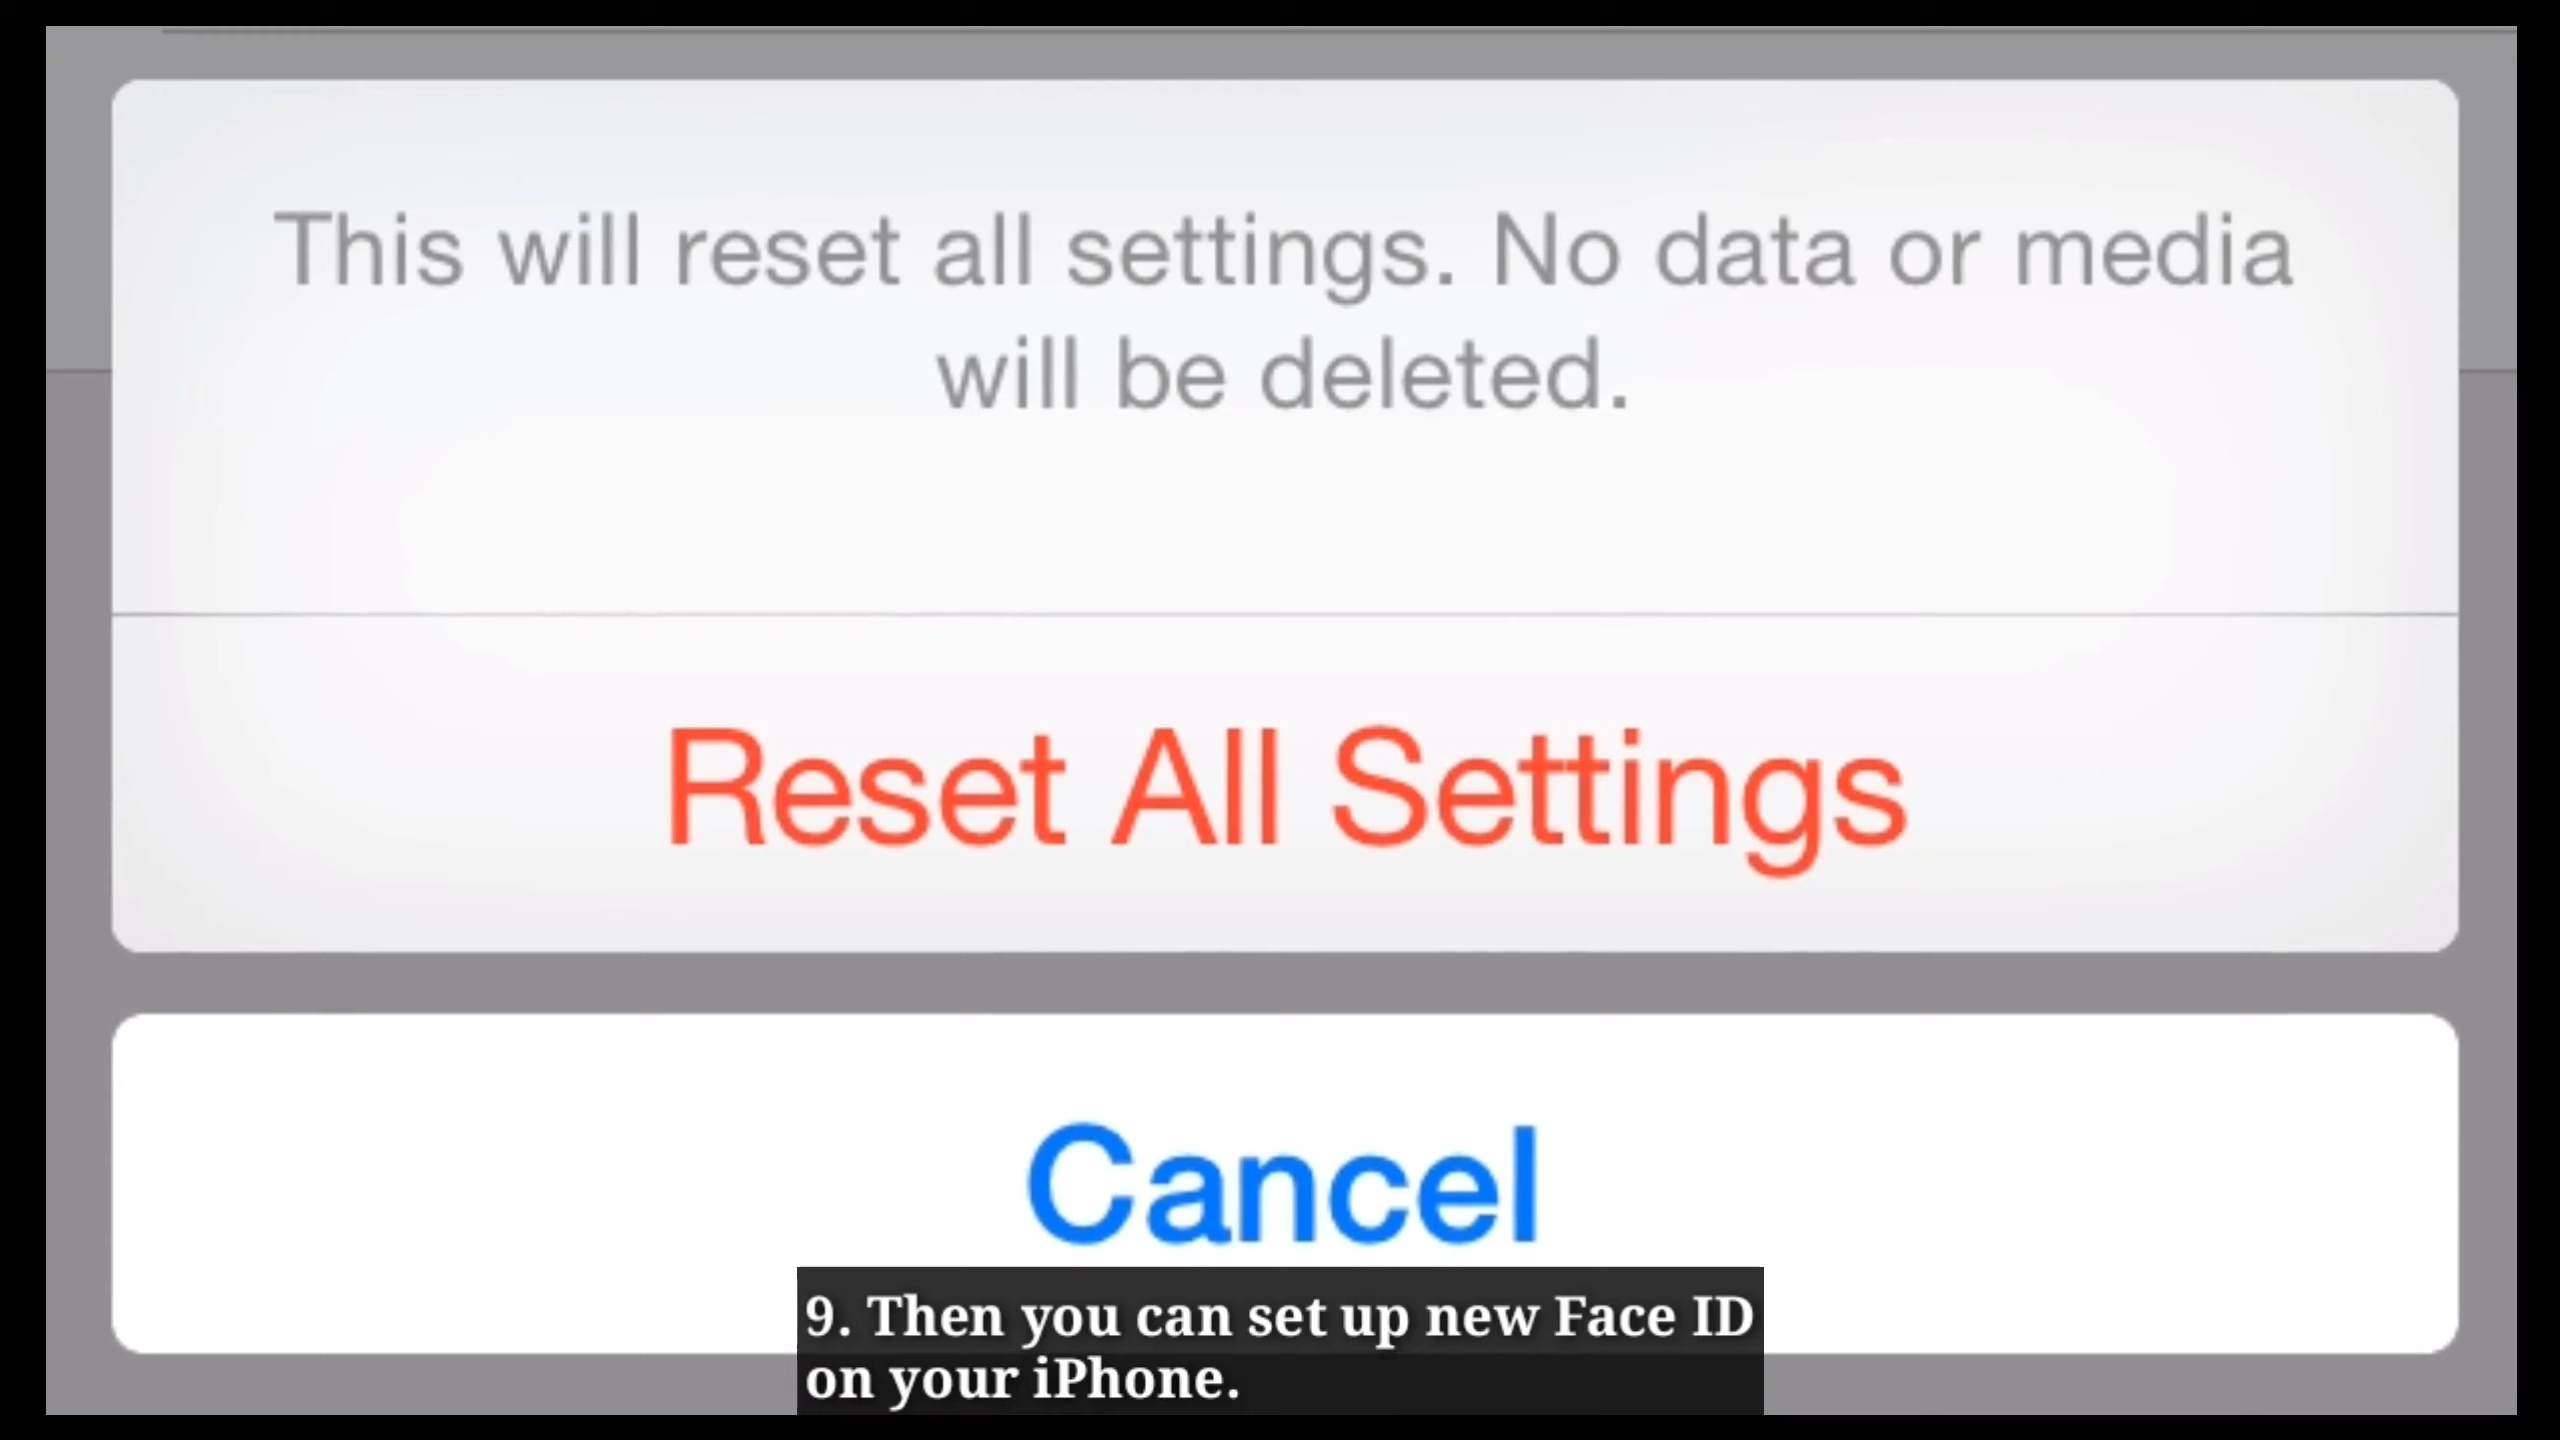 This will reset all settings. No data or media
will be deleted.
Reset All Settings
Cancel
9. Then you can set up new Face ID
on your iPhone.